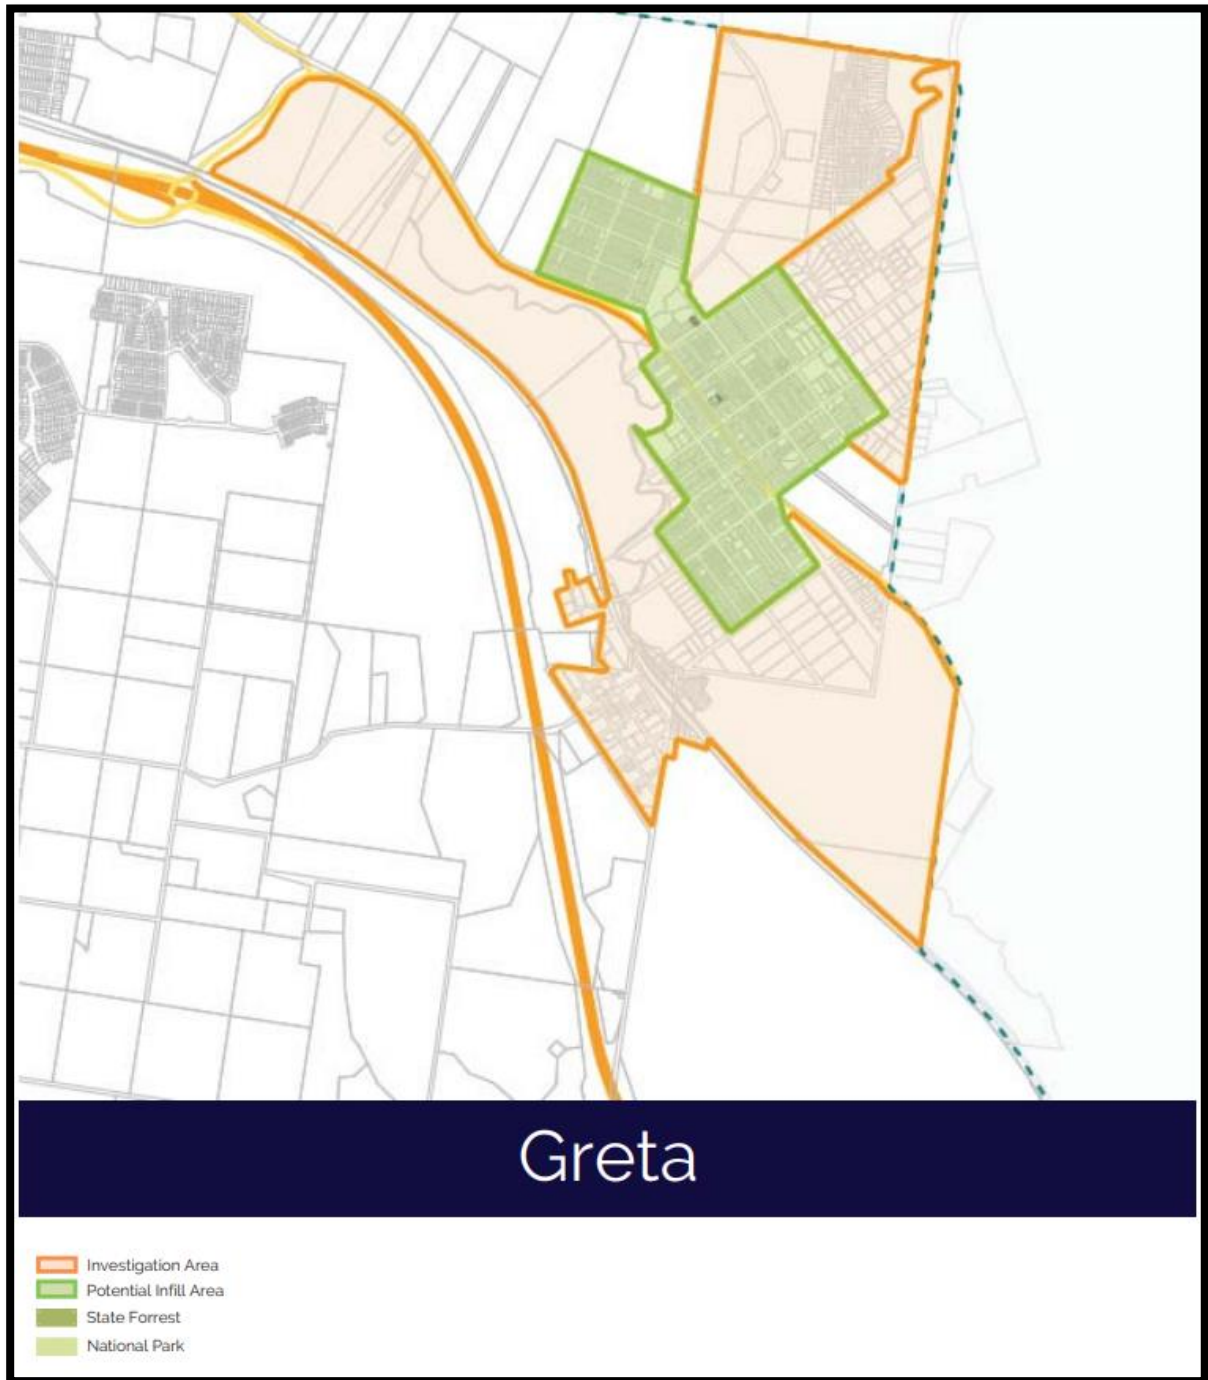 Greta
Investigation Area
Potential Infill Area
State Forrest
National Park